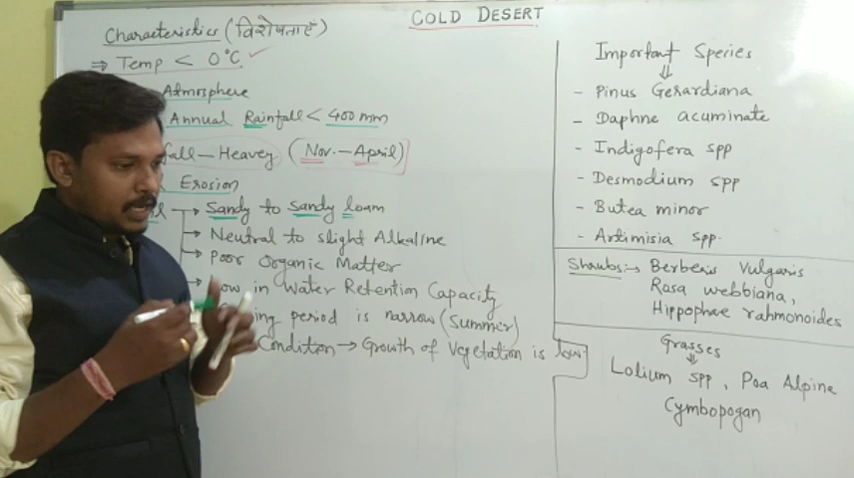 COLD DESERT
Characteristics (विशेषताएँ)
⇒ Temp < 0°C ✓
Atmosphere
Annual Rainfall < 400 mm
fall – Heavey (Nov. – April)
Erosion
→ Sandy to sandy loam
→ Neutral to slight Alkaline
→ Poor Organic Matter
→ Low in Water Retention Capacity
ing period is narrow (Summer)
Condition → Growth of Vegetation is low
Important Species
⇓
- Pinus Gerardiana
- Daphne acuminate
- Indigofera spp
- Desmodium spp
- Butea minor
- Artimisia spp.
Shrubs:→ Berberis Vulgaris
Rasa webbiana,
Hippophae rahmonoides
Grasses
⇓
Lolium spp, Poa Alpine
Cymbopogan